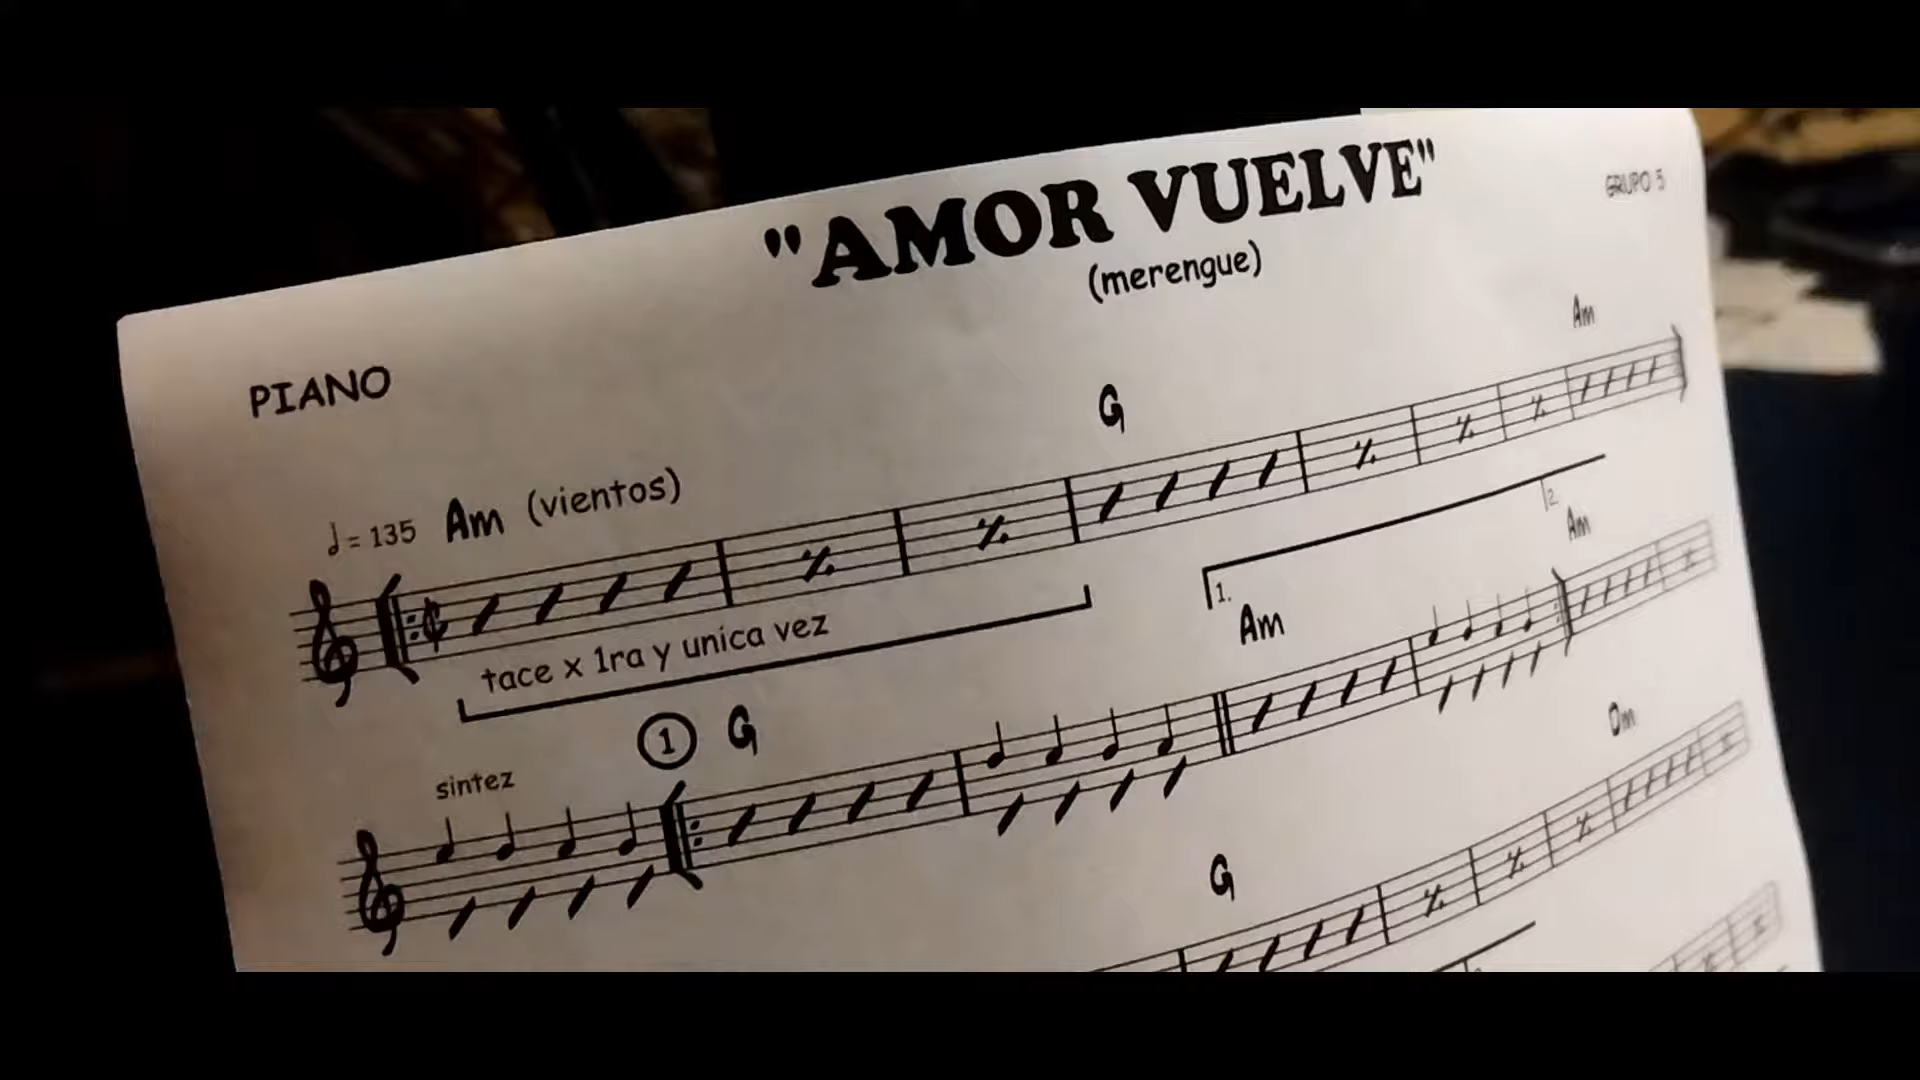 "AMOR VUELVE"
GRUPO 5
(merengue)
PIANO
= 135 Am (vientos) G Am
tace x 1ra y unica vez
1. Am 2. Am
sintez 1 G
G Dm